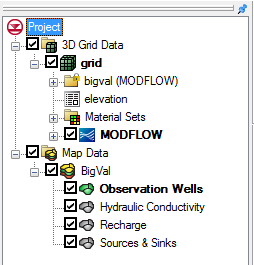 Project
3D Grid Data
grid
bigval (MODFLOW)
elevation
Material Sets
MODFLOW
Map Data
BigVal
Observation Wells
Hydraulic Conductivity
Recharge
Sources & Sinks